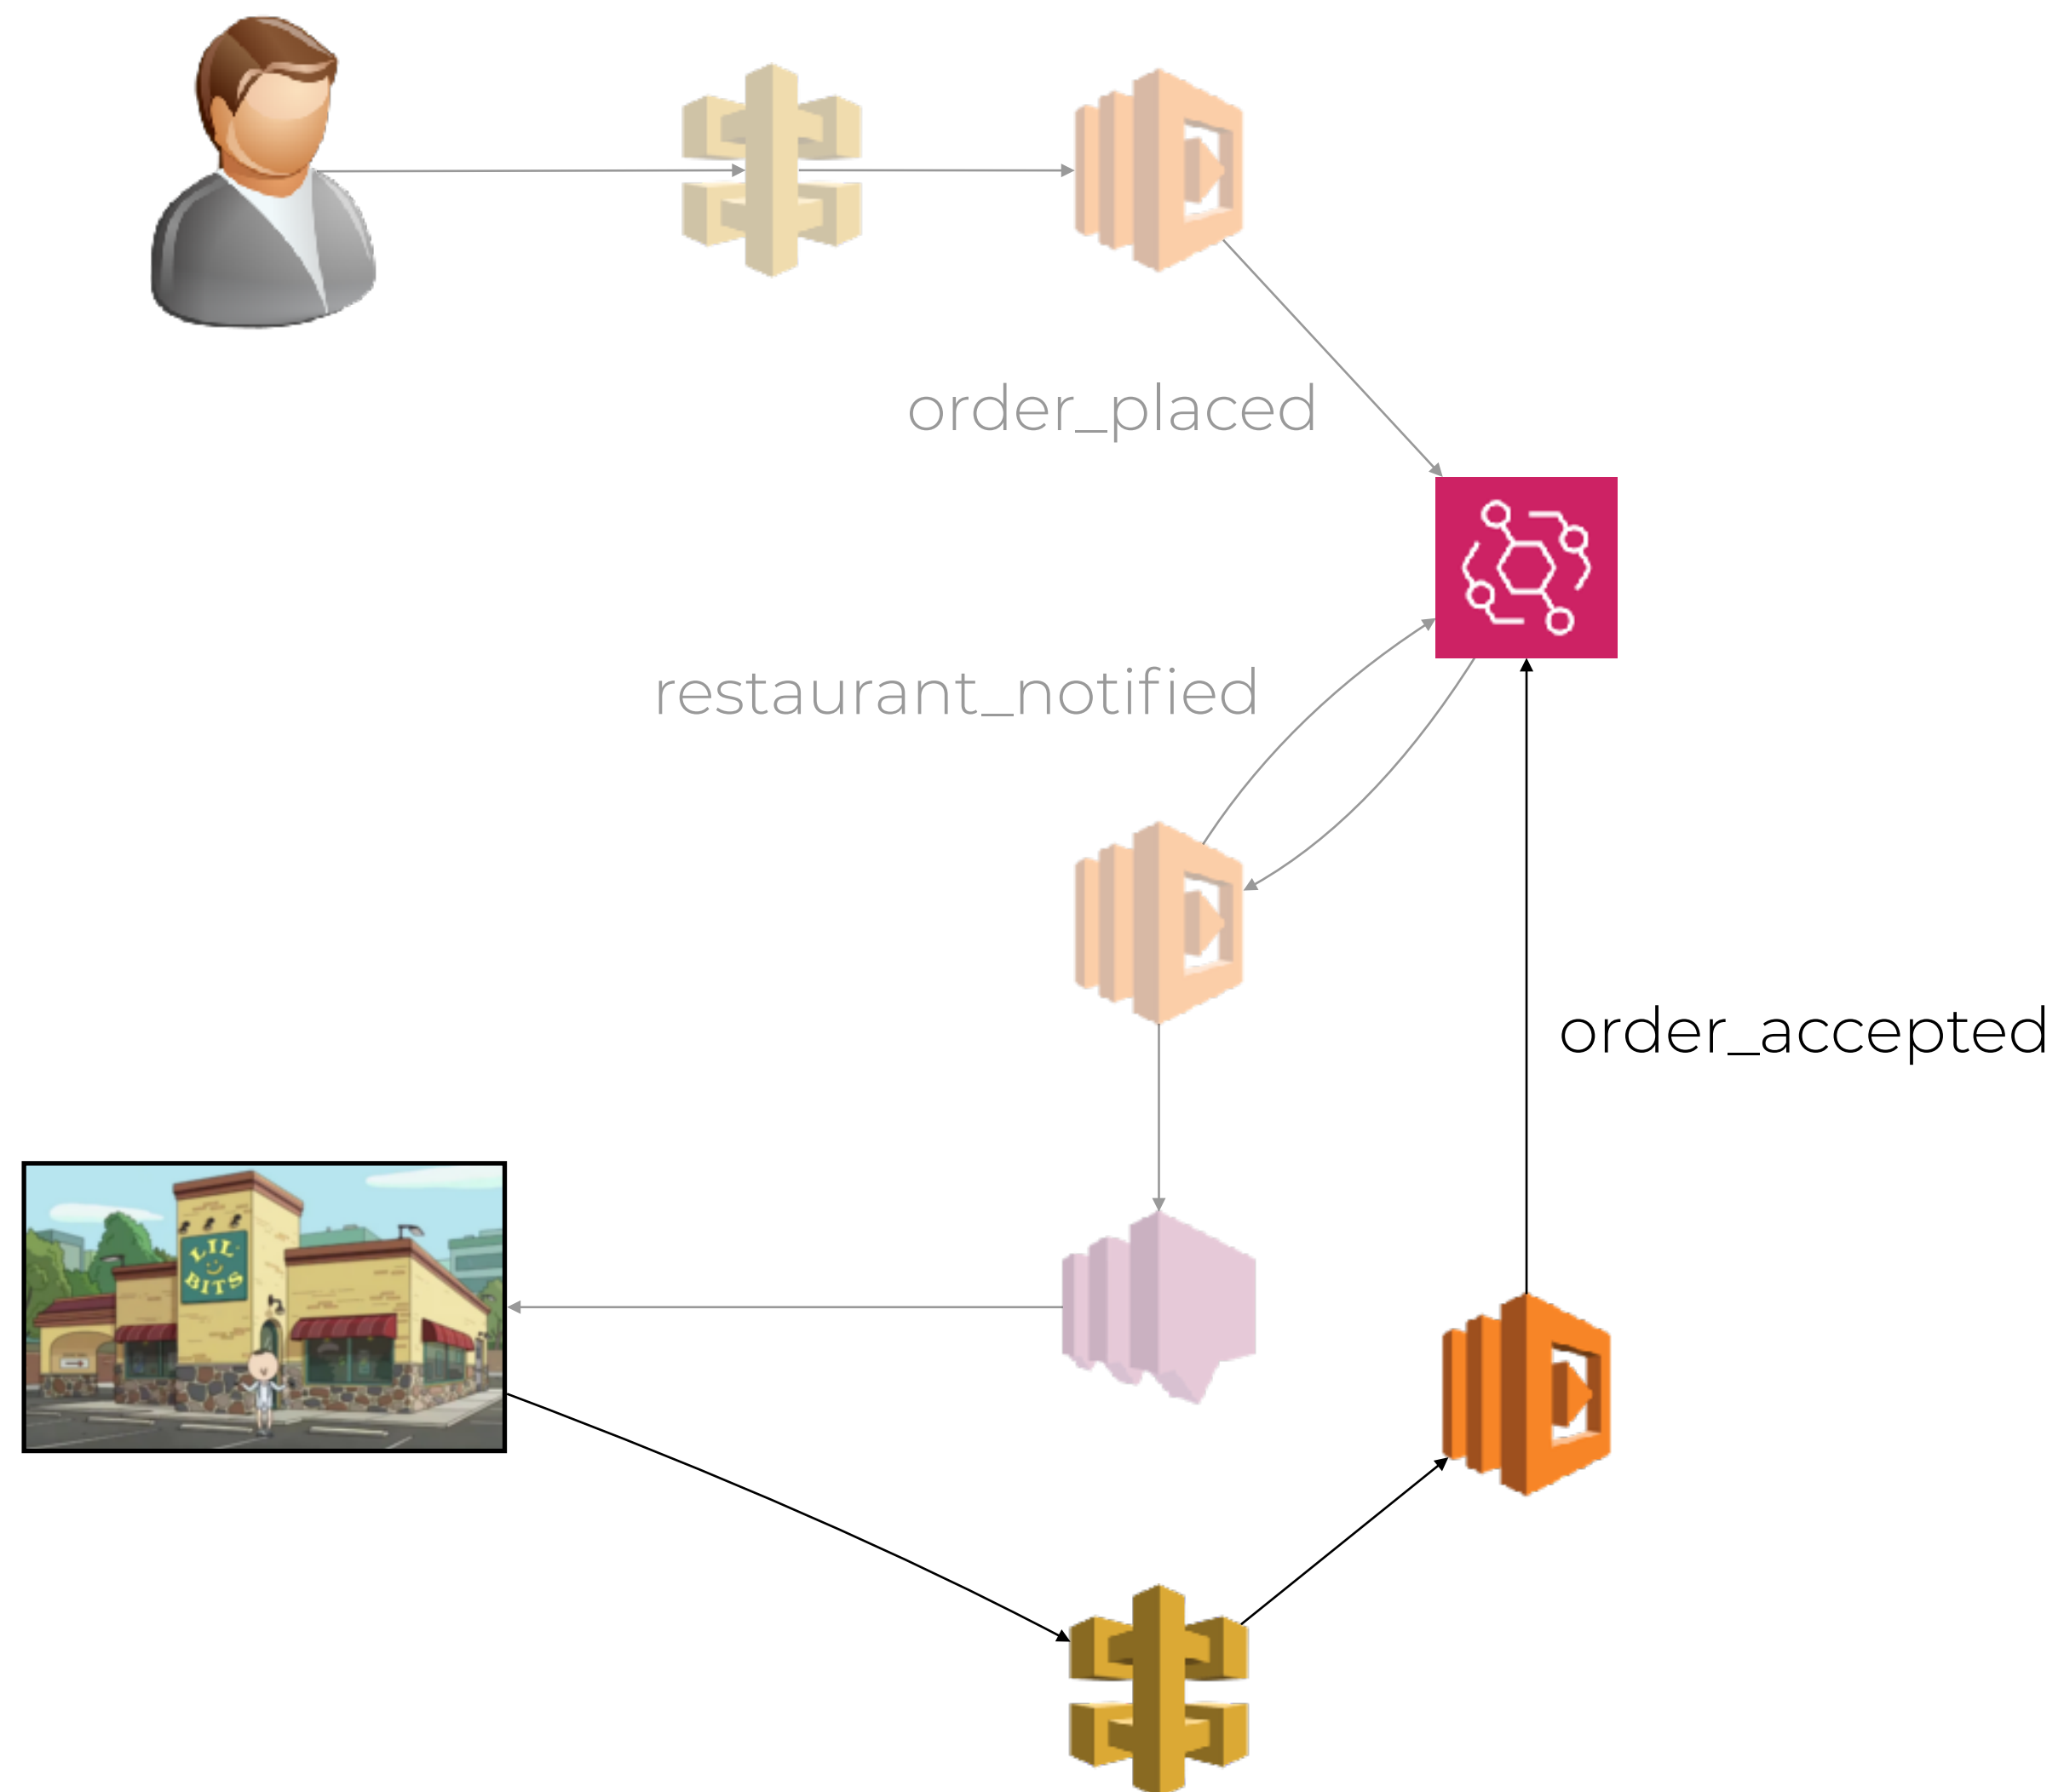 order_placed
restaurant_notified
order_accepted
LIL'
BITS